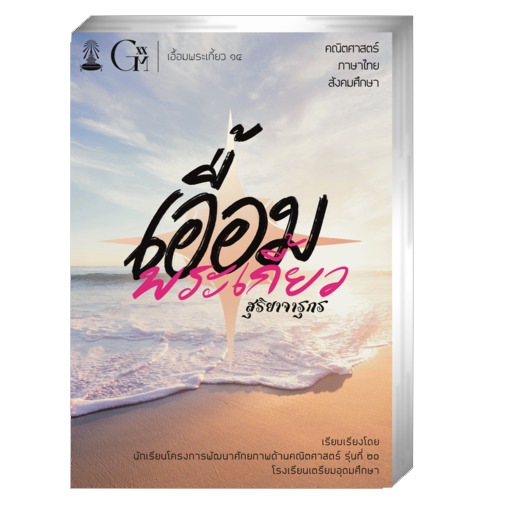 GM XX
เอื้อมพระเกี้ยว ๑๔
คณิตศาสตร์
ภาษาไทย
สังคมศึกษา
เอื้อม
พระเกี้ยว
สุริยาจารุกร
เรียบเรียงโดย
นักเรียนโครงการพัฒนาศักยภาพด้านคณิตศาสตร์ รุ่นที่ ๒๐
โรงเรียนเตรียมอุดมศึกษา